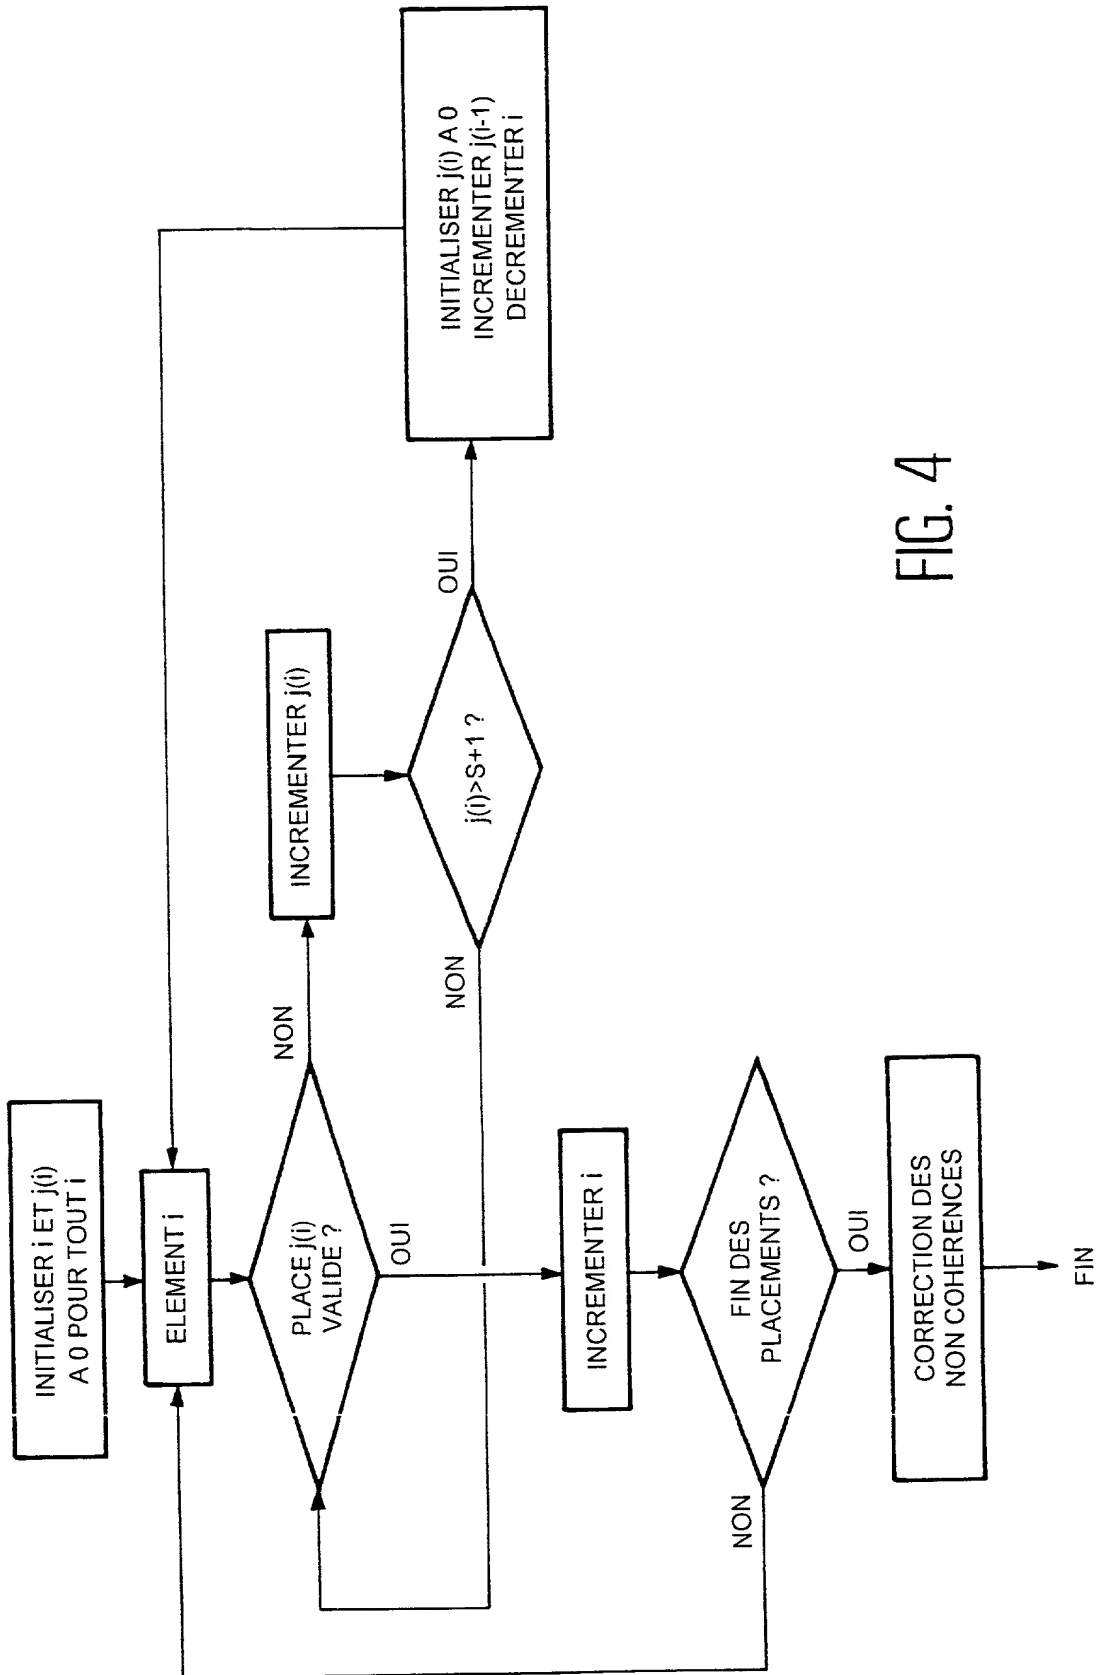 INITIALISER i ET j(i)
A 0 POUR TOUT i
ELEMENT i
PLACE j(i)
VALIDE ?
NON
INCREMENTER j(i)
j(i)>S+1 ?
OUI
INITIALISER j(i) A 0
INCREMENTER j(i-1)
DECREMENTER i
NON
OUI
INCREMENTER i
FIN DES
PLACEMENTS ?
NON
OUI
CORRECTION DES
NON COHERENCES
FIN
FIG. 4